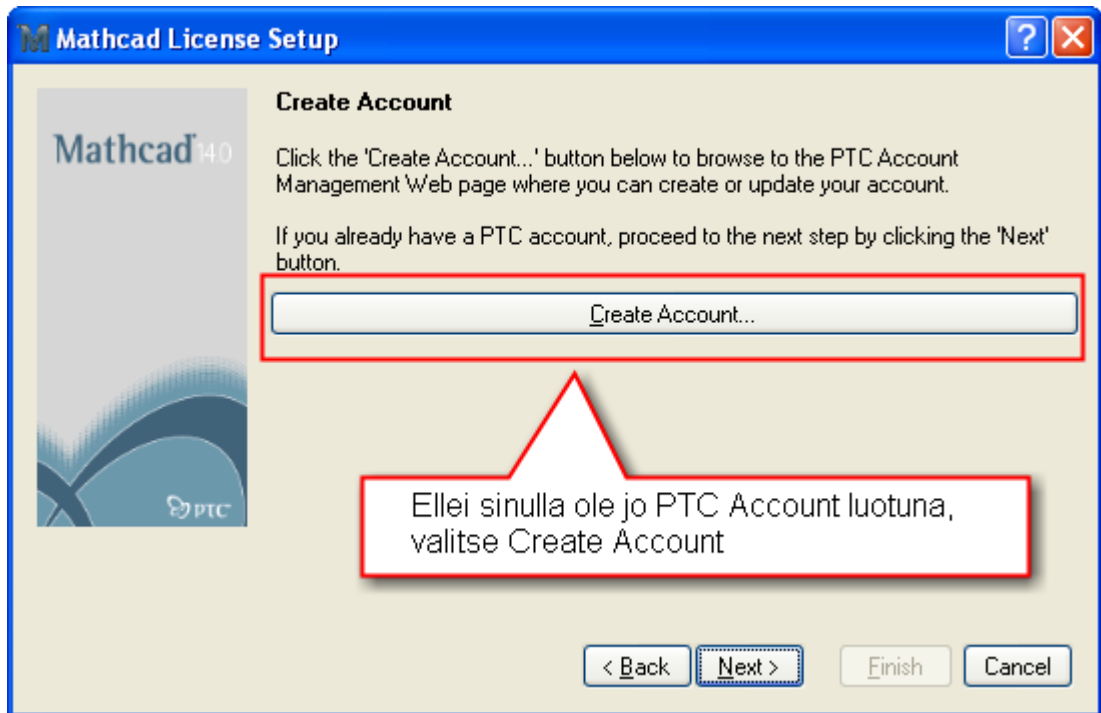 Mathcad License Setup
Mathcad 14.0
Create Account
Click the 'Create Account...' button below to browse to the PTC Account
Management Web page where you can create or update your account.
If you already have a PTC account, proceed to the next step by clicking the 'Next'
button.
Create Account...
Ellei sinulla ole jo PTC Account luotuna,
valitse Create Account
PTC
< Back Next > Finish Cancel